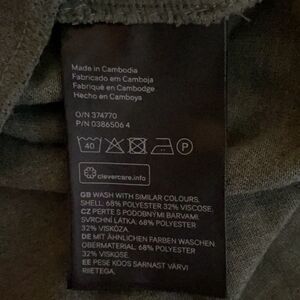 Made in Cambodia
Fabricado em Camboja
Fabriqué en Cambodge
Hecho en Camboya
O/N 374770
P/N 0386506 4
40 P
clevercare.info
GB WASH WITH SIMILAR COLOURS.
SHELL: 68% POLYESTER 32% VISCOSE.
CZ PERTE S PODOBNÝMI BARVAMI.
SVRCHNÍ LÁTKA: 68% POLYESTER
32% VISKÓZA.
DE MIT ÄHNLICHEN FARBEN WASCHEN
OBERMATERIAL: 68% POLYESTER
32% VISKOSE.
EE PESE KOOS SARNAST VÄRVI
RIIETEGA.